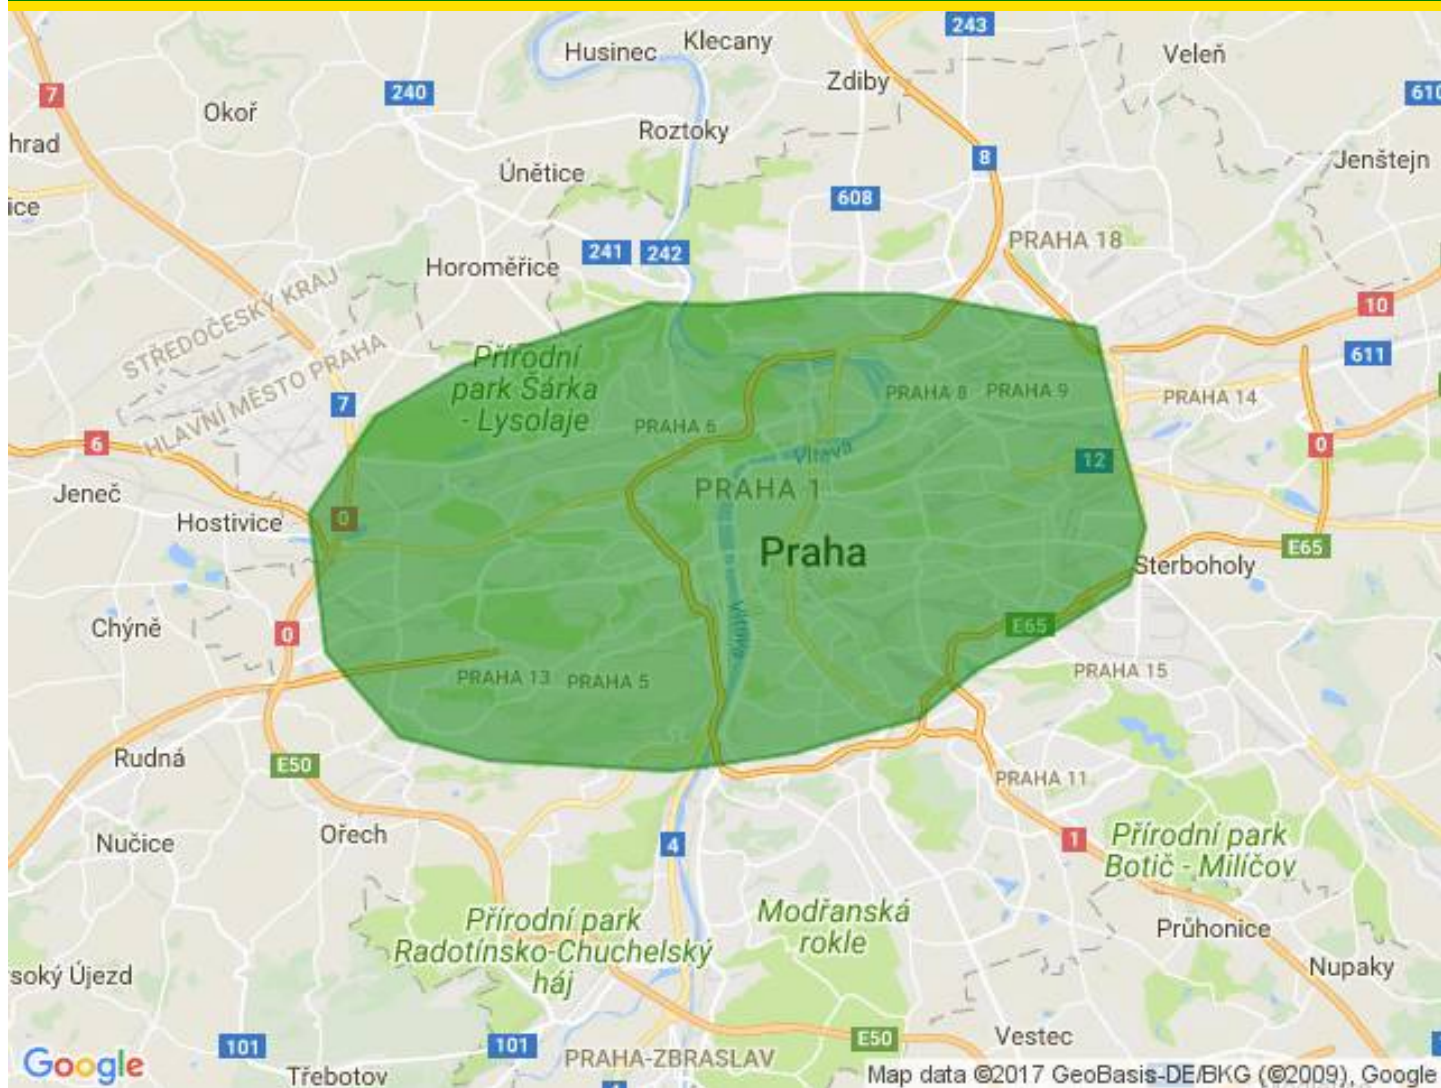 243
Klecany
Husinec
Veleň
Zdiby
7
240
610
Okoř
Roztoky
hrad
8
Jenštejn
Únětice
608
ice
PRAHA 18
241
242
Horoměřice
STŘEDOČESKÝ KRAJ
10
HLAVNÍ MĚSTO PRAHA
Přírodní
park Šárka
- Lysolaje
611
7
PRAHA 8
PRAHA 9
PRAHA 14
PRAHA 6
6
0
Vltava
12
Jeneč
PRAHA 1
Hostivice
0
Praha
E65
Sterboholy
Chýně
0
Vltava
E65
PRAHA 13
PRAHA 5
PRAHA 15
Rudná
E50
PRAHA 11
Nučice
Ořech
4
1
Přírodní park
Botič - Milíčov
Přírodní park
Radotínsko-Chuchelský
háj
Modřanská
rokle
Průhonice
Nupaky
soký Újezd
101
101
E50
Vestec
PRAHA-ZBRASLAV
Google
Třebotov
Map data ©2017 GeoBasis-DE/BKG (©2009), Google